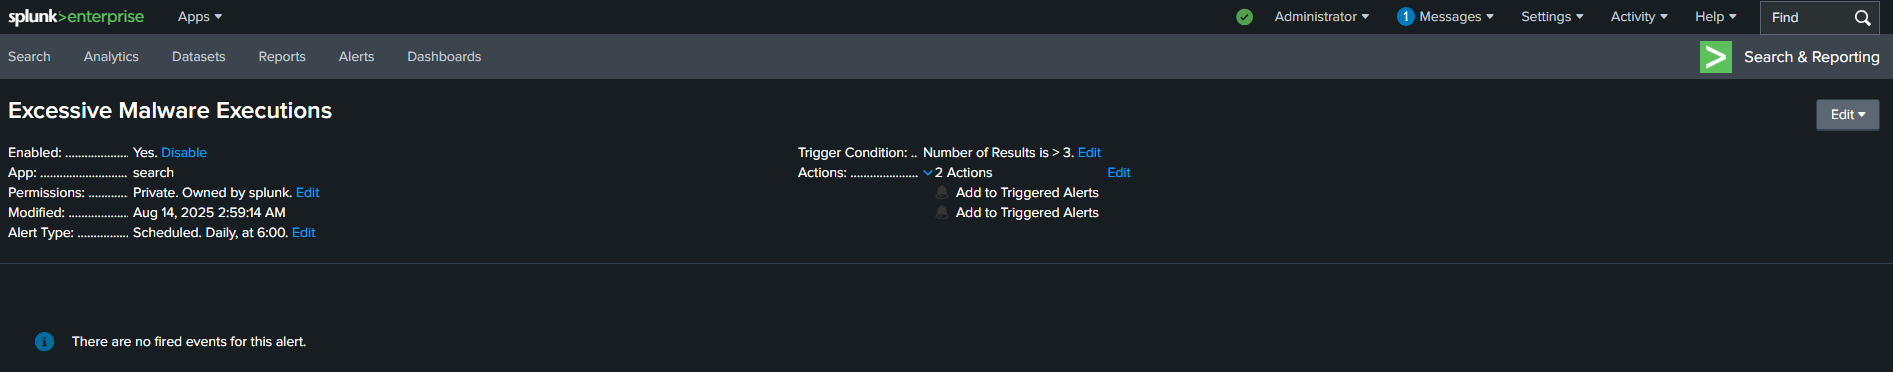 splunk>enterprise Apps Administrator 1 Messages Settings Activity Help Find
Search Analytics Datasets Reports Alerts Dashboards Search & Reporting
Excessive Malware Executions
Edit
Enabled: .................... Yes. Disable
App: ............................ search
Permissions: ............ Private. Owned by splunk. Edit
Modified: ................... Aug 14, 2025 2:59:14 AM
Alert Type: ................ Scheduled. Daily, at 6:00. Edit
Trigger Condition: .. Number of Results is > 3. Edit
Actions: ..................... 2 Actions Edit
Add to Triggered Alerts
Add to Triggered Alerts
There are no fired events for this alert.